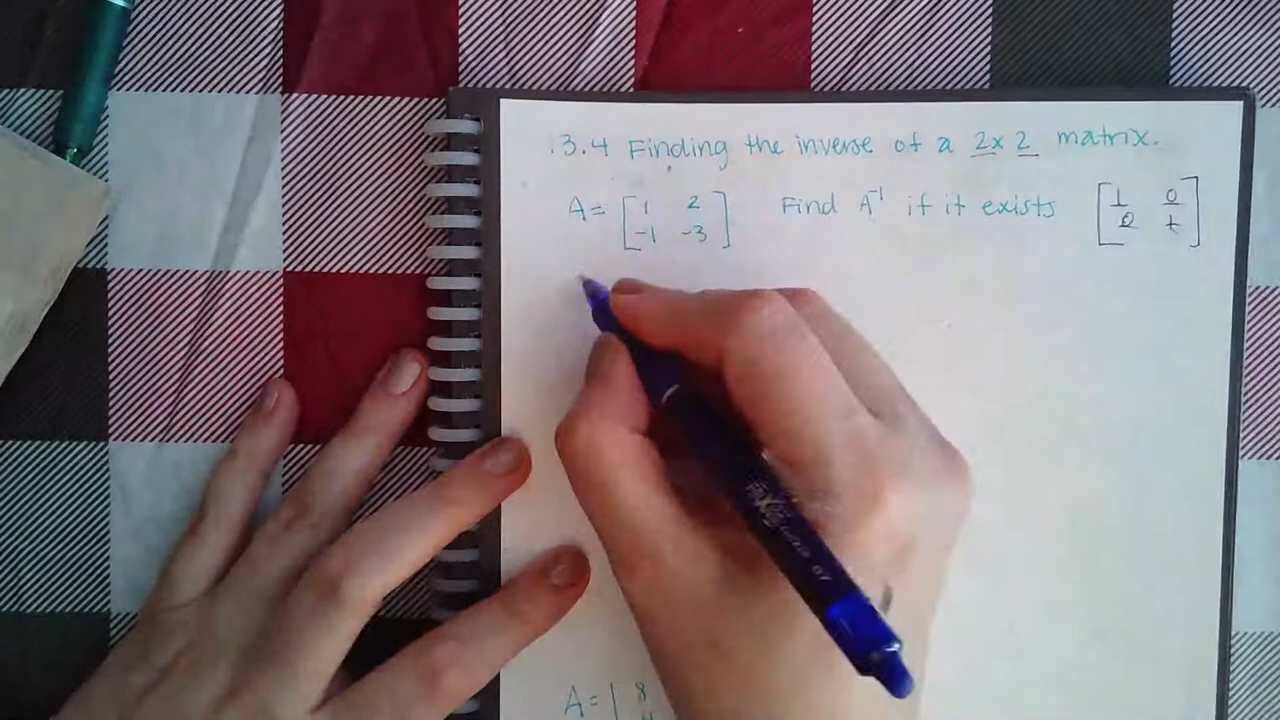 .3.4 Finding the inverse of a 2x2 matrix.
A = [1 2
-1 -3] Find A⁻¹ if it exists [1 0
0 1]
A = [8